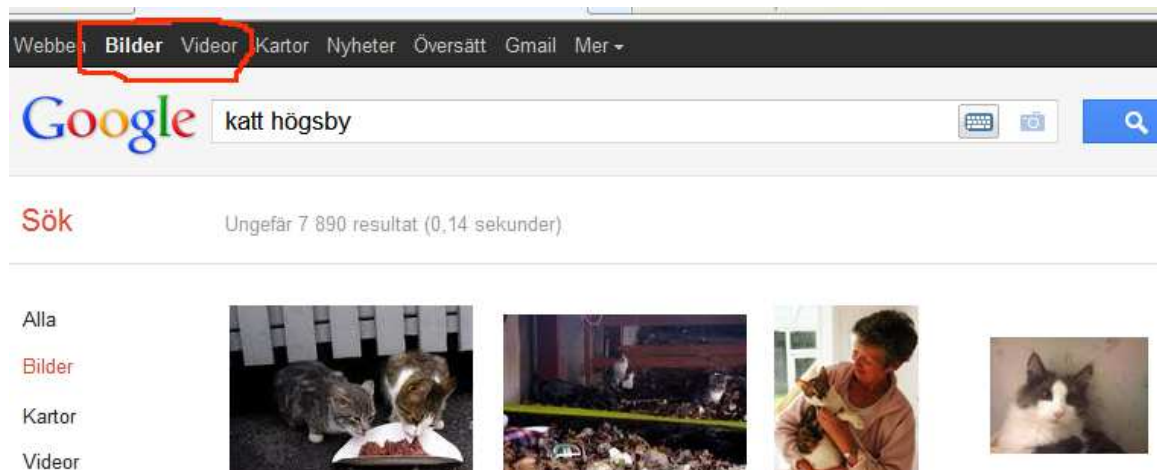 Webben Bilder Videor Kartor Nyheter Översätt Gmail Mer
Google katt högsby
Sök Ungefär 7 890 resultat (0,14 sekunder)
Alla
Bilder
Kartor
Videor